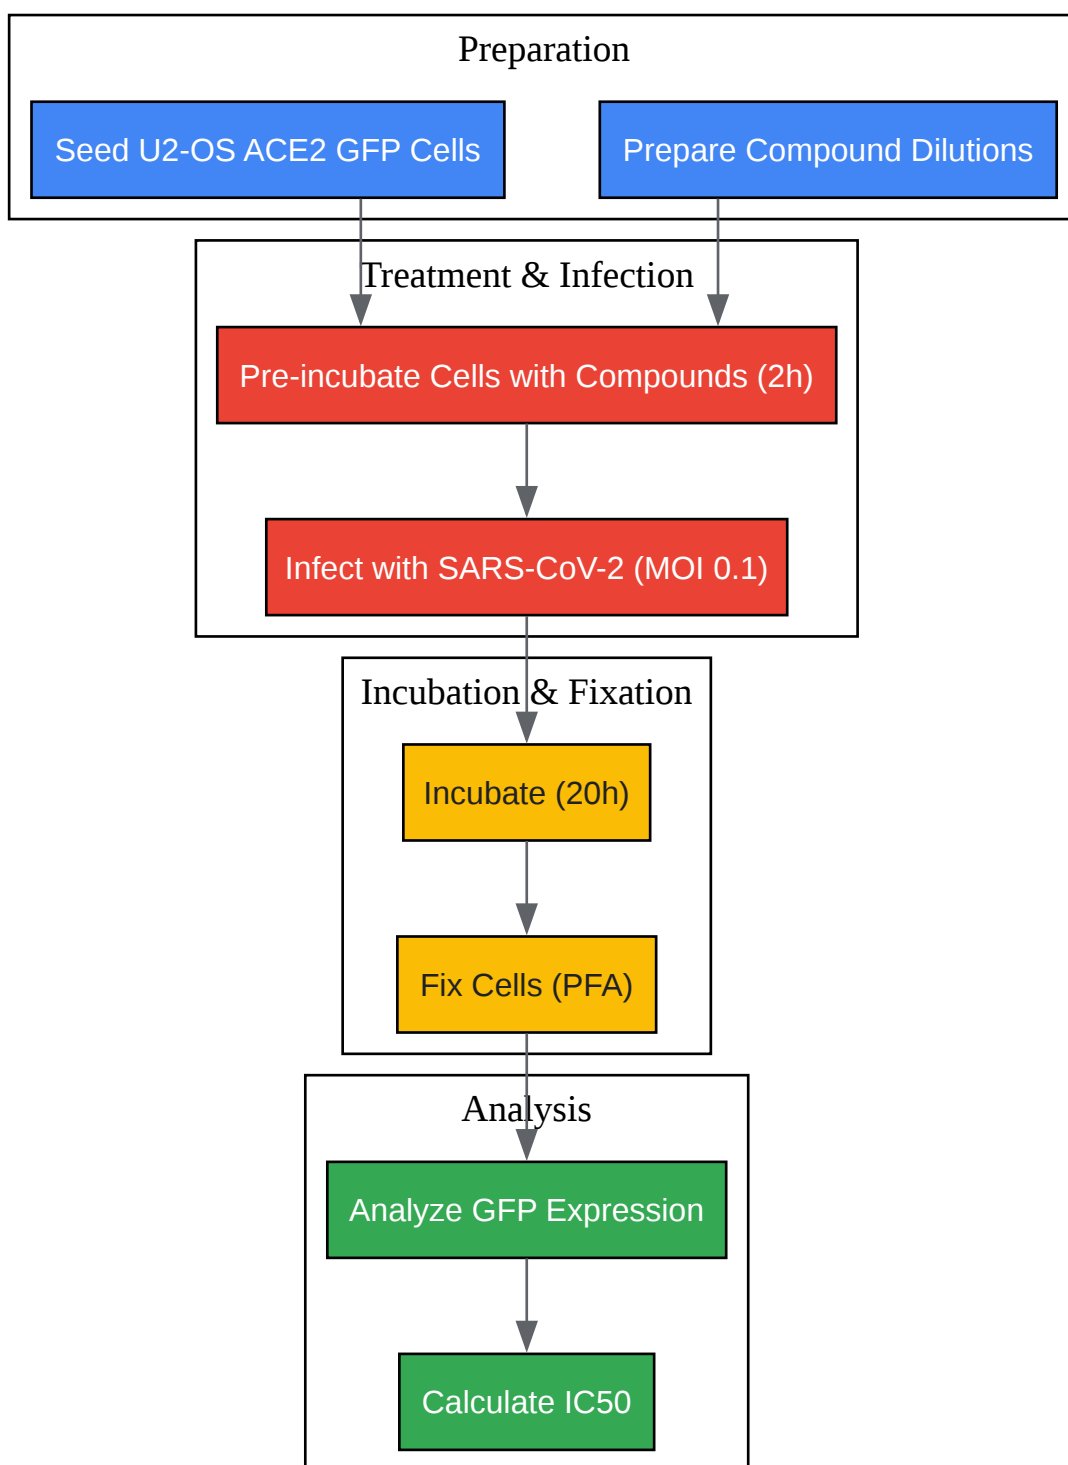 Preparation
Seed U2-OS ACE2 GFP Cells
Prepare Compound Dilutions
Treatment & Infection
Pre-incubate Cells with Compounds (2h)
Infect with SARS-CoV-2 (MOI 0.1)
Incubation & Fixation
Incubate (20h)
Fix Cells (PFA)
Analysis
Analyze GFP Expression
Calculate IC50